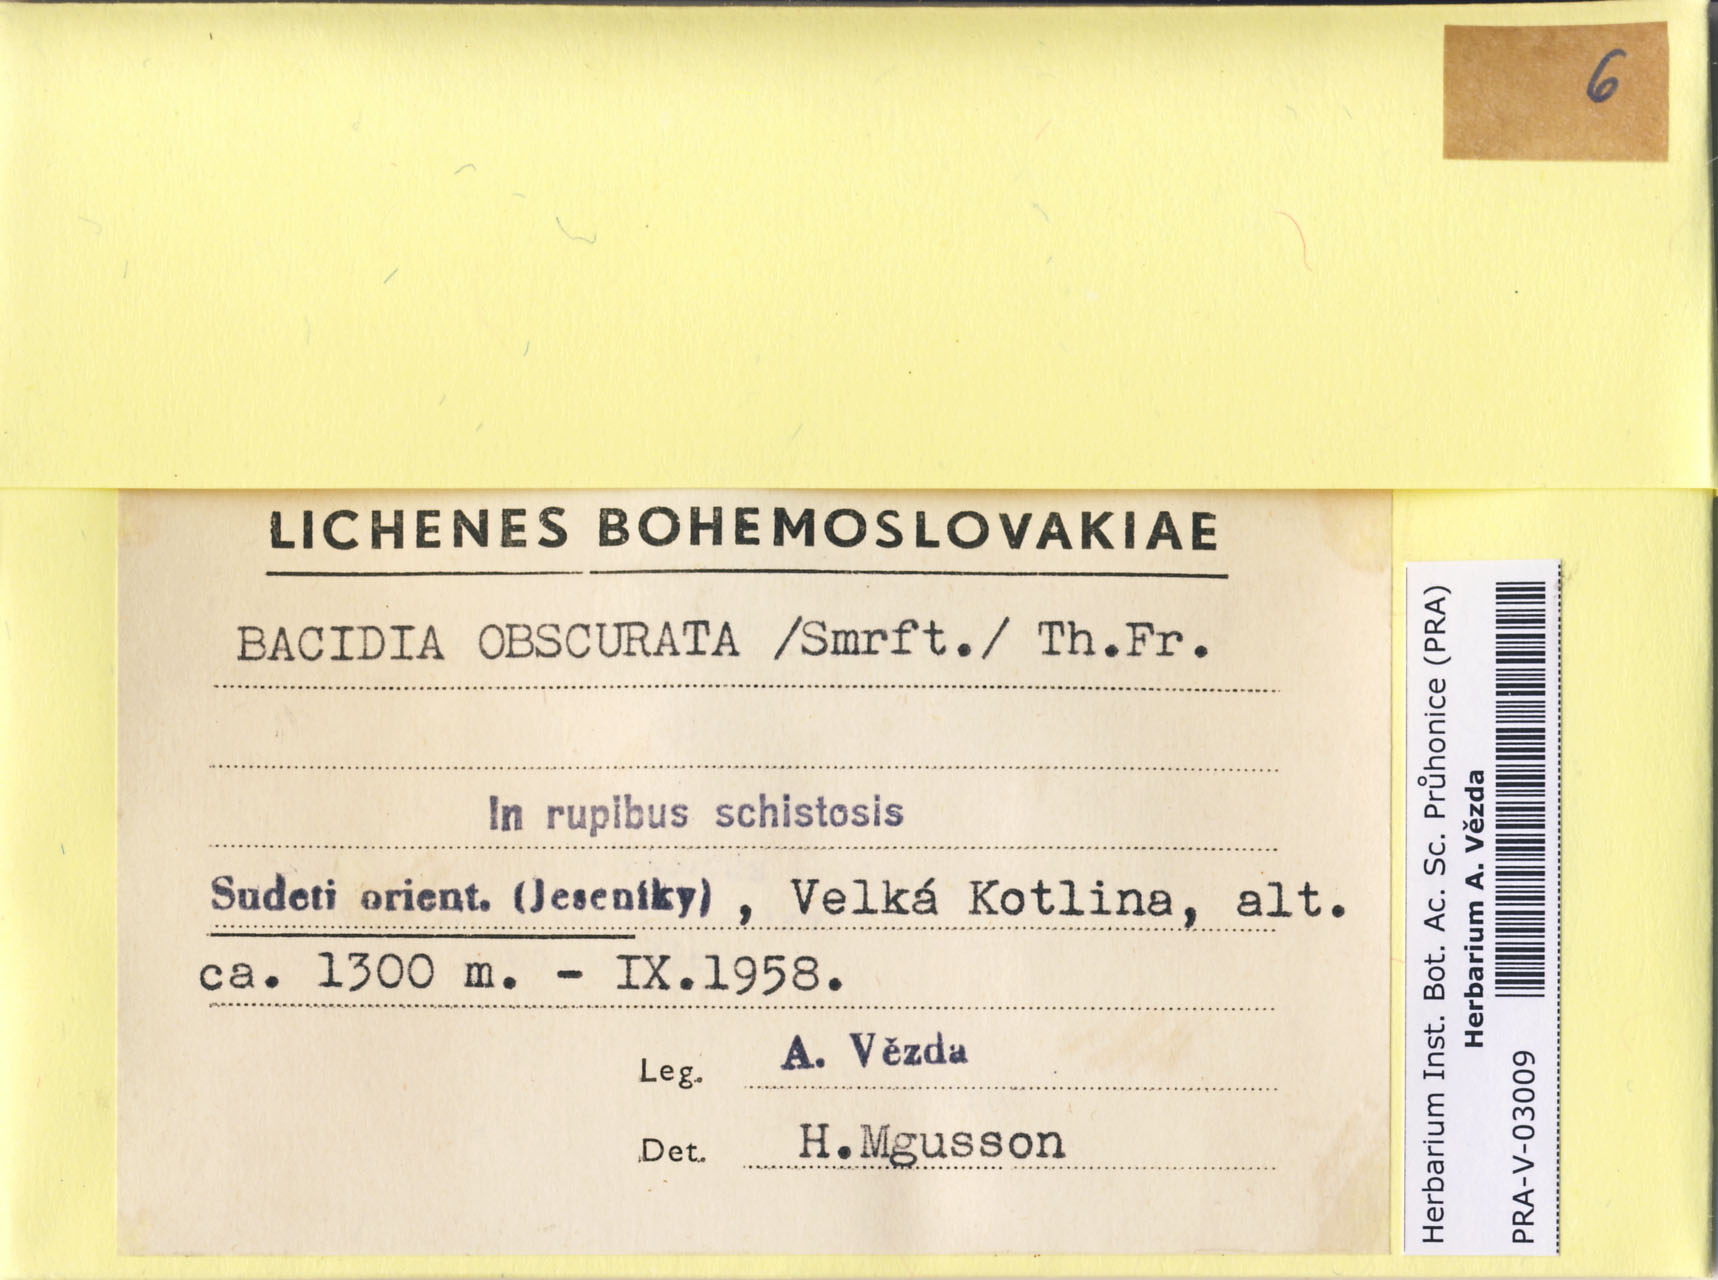 6
LICHENES BOHEMOSLOVAKIAE
BACIDIA OBSCURATA /Smrft./ Th.Fr.
In rupibus schistosis
Sudeti orient. (Jeseníky), Velká Kotlina, alt.
ca. 1300 m. - IX.1958.
Leg. A. Vězda
Det. H.Mgusson
Herbarium Inst. Bot. Ac. Sc. Průhonice (PRA)
Herbarium A. Vězda
PRA-V-03009